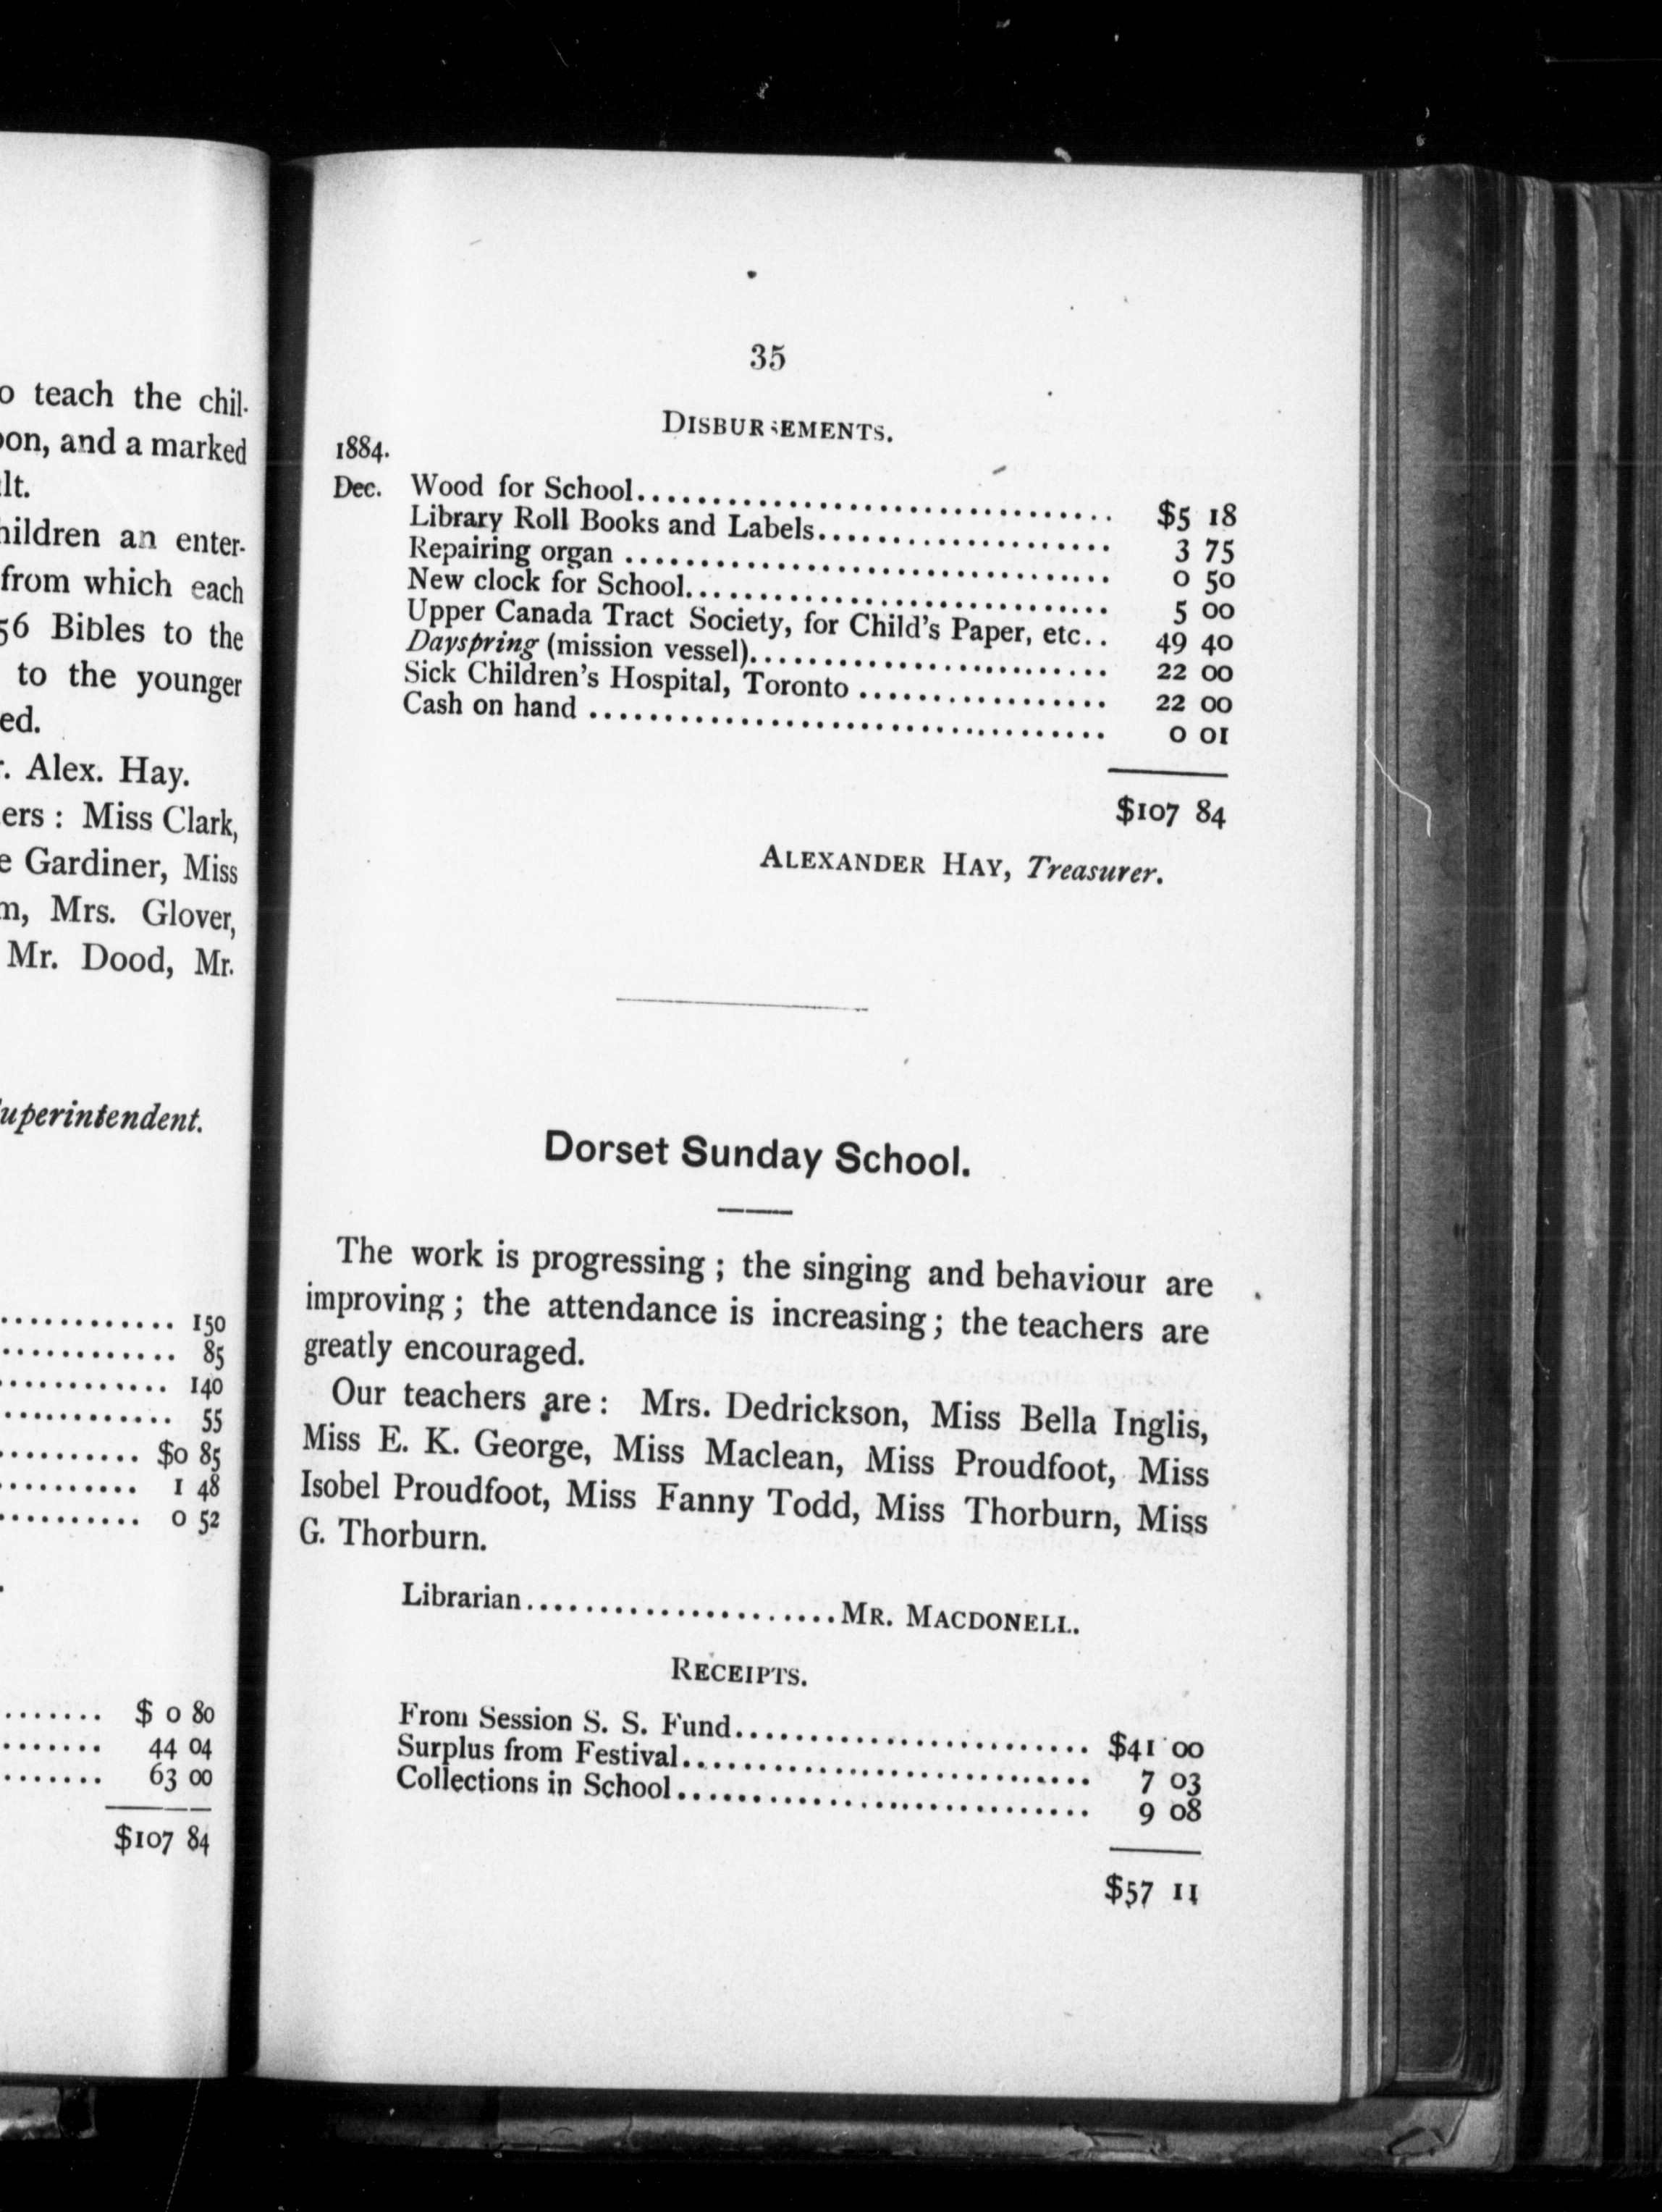 o teach the chil-
oon, and a marked
lt.
hildren an enter-
from which each
56 Bibles to the
to the younger
ed.
r. Alex. Hay.
ers : Miss Clark,
e Gardiner, Miss
m, Mrs. Glover,
Mr. Dood, Mr.
uperintendent.
............ 150
............ 85
............ 140
............ 55
.......... $0 85
.......... 1 48
.......... 0 52
....... $ 0 80
....... 44 04
....... 63 00
$107 84
35
DISBURSEMENTS.
1884.
Dec. Wood for School................................ $5 18
Library Roll Books and Labels.................... 3 75
Repairing organ ................................ 0 50
New clock for School............................ 5 00
Upper Canada Tract Society, for Child's Paper, etc.. 49 40
Dayspring (mission vessel)........................ 22 00
Sick Children's Hospital, Toronto ................. 22 00
Cash on hand ................................... 0 01
$107 84
ALEXANDER HAY, Treasurer.
Dorset Sunday School.
The work is progressing ; the singing and behaviour are
improving ; the attendance is increasing ; the teachers are
greatly encouraged.
Our teachers are : Mrs. Dedrickson, Miss Bella Inglis,
Miss E. K. George, Miss Maclean, Miss Proudfoot, Miss
Isobel Proudfoot, Miss Fanny Todd, Miss Thorburn, Miss
G. Thorburn.
Librarian.....................MR. MACDONELL.
RECEIPTS.
From Session S. S. Fund........................ $41 00
Surplus from Festival............................ 7 03
Collections in School............................ 9 08
$57 11